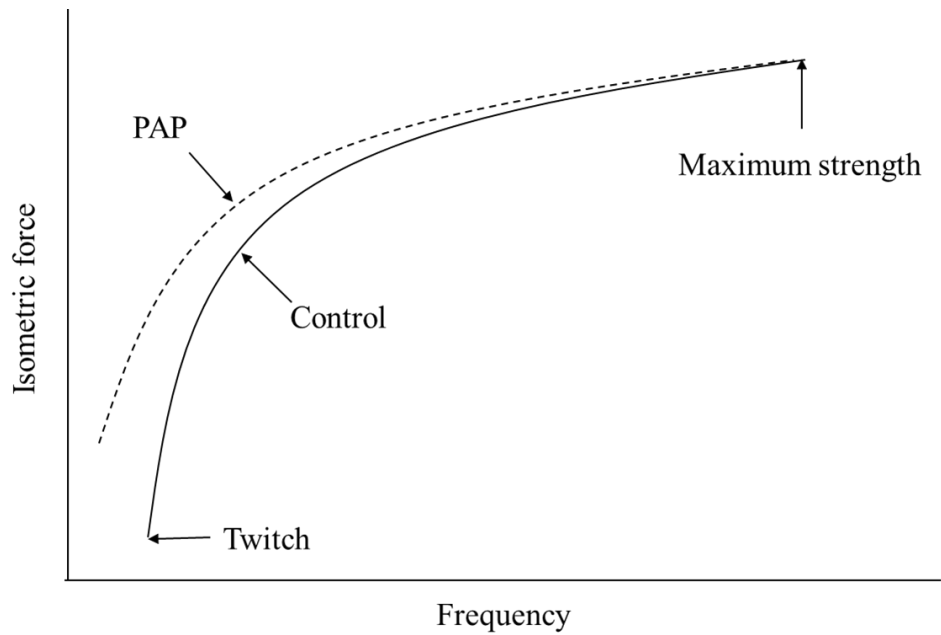 PAP
Maximum strength
Isometric force
Control
Twitch
Frequency